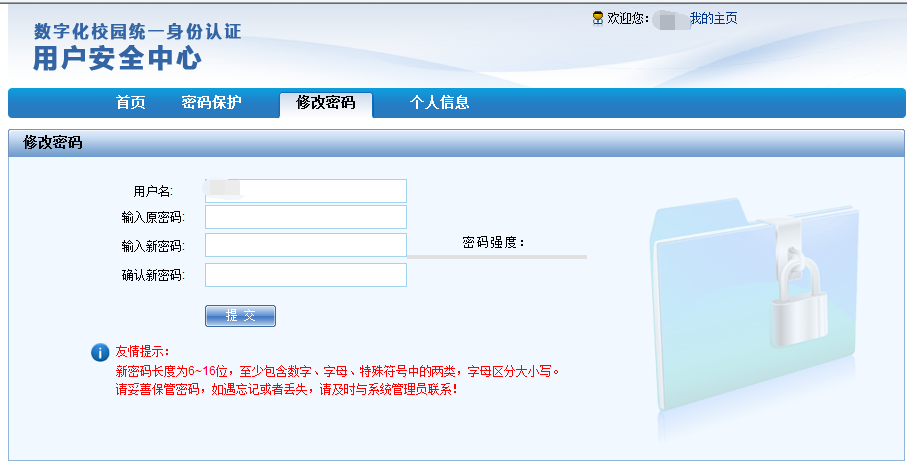 欢迎您: 我的主页
数字化校园统一身份认证
用户安全中心
首页 密码保护 修改密码 个人信息
修改密码
用户名:
输入原密码:
输入新密码: 密码强度：
确认新密码:
提 交
友情提示：
新密码长度为6~16位，至少包含数字、字母、特殊符号中的两类，字母区分大小写。
请妥善保管密码，如遇忘记或者丢失，请及时与系统管理员联系！